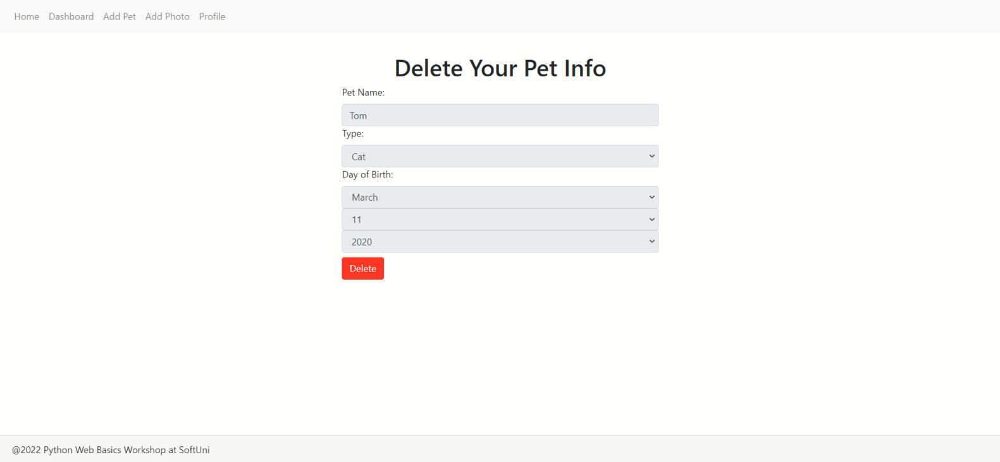 Home Dashboard Add Pet Add Photo Profile
Delete Your Pet Info
Pet Name:
Tom
Type:
Cat
Day of Birth:
March
11
2020
Delete
@2022 Python Web Basics Workshop at SoftUni